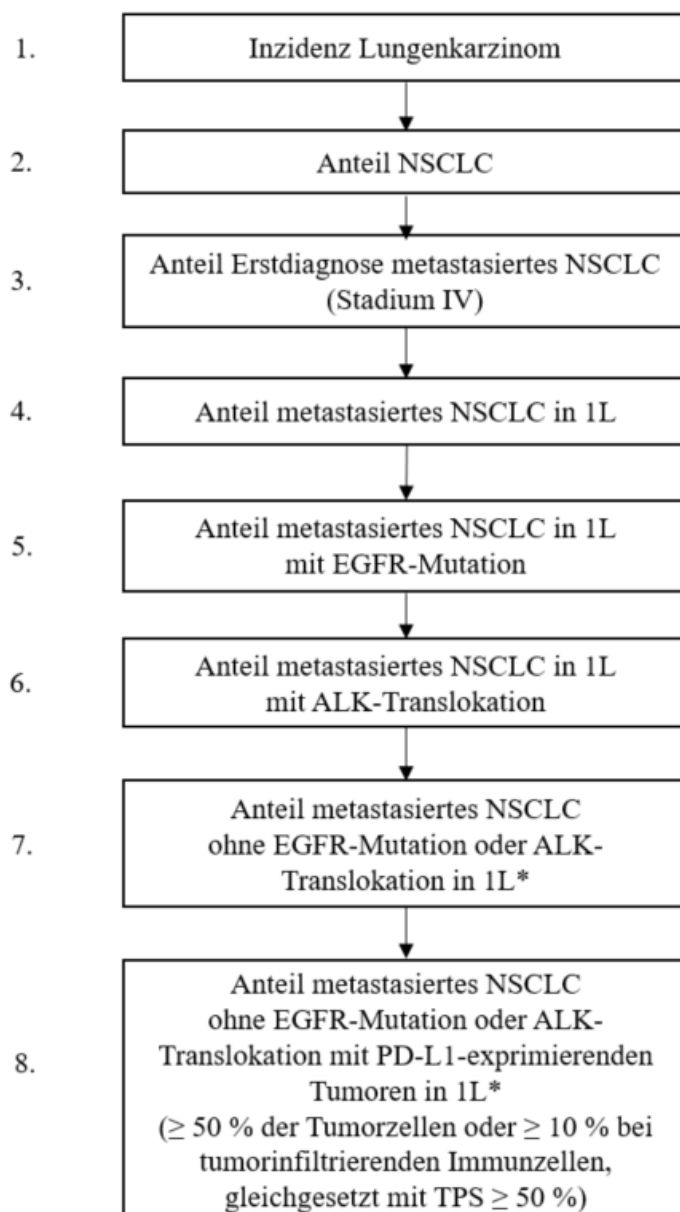 1.
Inzidenz Lungenkarzinom
2.
Anteil NSCLC
3.
Anteil Erstdiagnose metastasiertes NSCLC
(Stadium IV)
4.
Anteil metastasiertes NSCLC in 1L
5.
Anteil metastasiertes NSCLC in 1L
mit EGFR-Mutation
6.
Anteil metastasiertes NSCLC in 1L
mit ALK-Translokation
7.
Anteil metastasiertes NSCLC
ohne EGFR-Mutation oder ALK-
Translokation in 1L*
8.
Anteil metastasiertes NSCLC
ohne EGFR-Mutation oder ALK-
Translokation mit PD-L1-exprimierenden
Tumoren in 1L*
(≥ 50 % der Tumorzellen oder ≥ 10 % bei
tumorinfiltrierenden Immunzellen,
gleichgesetzt mit TPS ≥ 50 %)